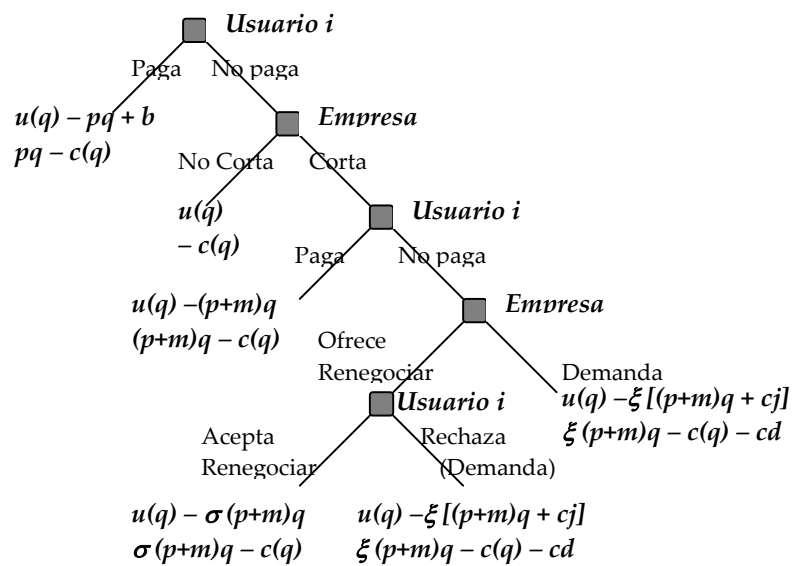 Usuario i
Paga No paga
u(q) – pq + b
pq – c(q)
Empresa
No Corta Corta
u(q)
– c(q)
Usuario i
Paga No paga
u(q) –(p+m)q
(p+m)q – c(q)
Empresa
Ofrece
Renegociar
Demanda
u(q) –ξ[(p+m)q + cj]
ξ(p+m)q – c(q) – cd
Usuario i
Acepta
Renegociar
Rechaza
(Demanda)
u(q) – σ(p+m)q
σ(p+m)q – c(q)
u(q) –ξ[(p+m)q + cj]
ξ(p+m)q – c(q) – cd